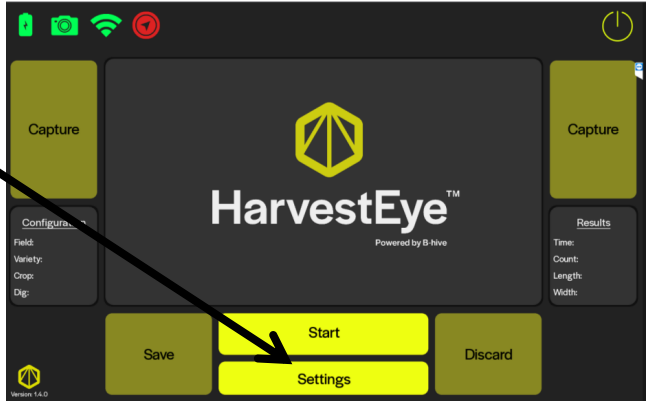 Capture
HarvestEye™
Powered by B-hive
Capture
Configuration
Field:
Variety:
Crop:
Dig:
Results
Time:
Count:
Length:
Width:
Save
Start
Settings
Discard
Version: 1.4.0